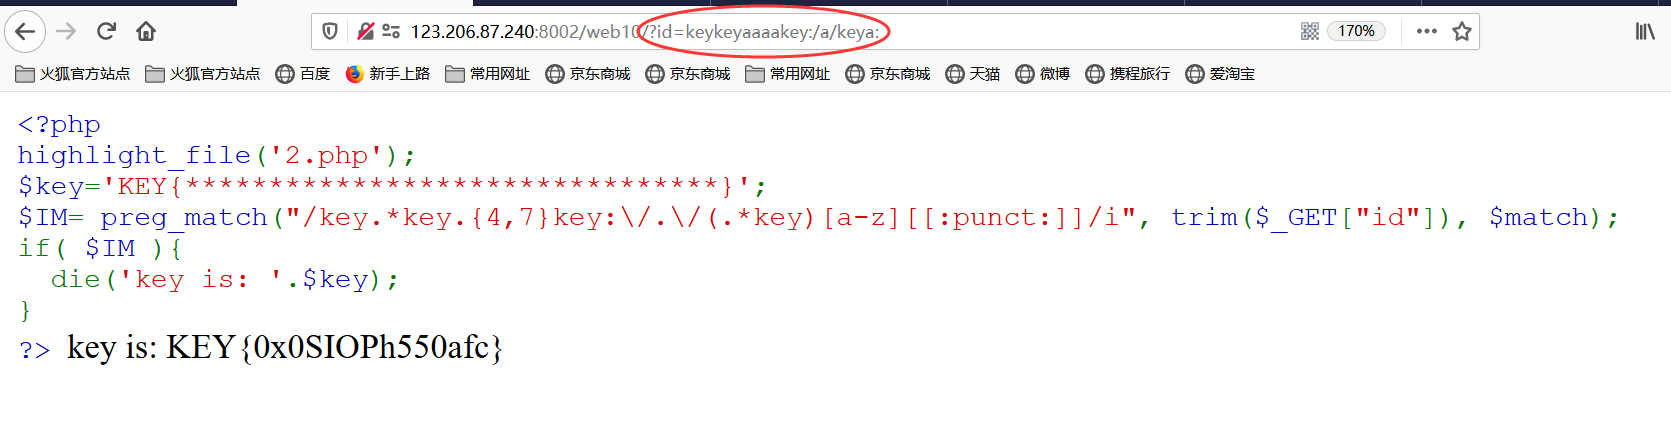 123.206.87.240:8002/web10/?id=keykeyaaaakey:/a/keya: 170%
火狐官方站点 火狐官方站点 百度 新手上路 常用网址 京东商城 京东商城 常用网址 京东商城 天猫 微博 携程旅行 爱淘宝
<?php
highlight_file('2.php');
$key='KEY{********************************}';
$IM= preg_match("/key.*key.{4,7}key:\/.\/(.*key)[a-z][[:punct:]]/i", trim($_GET["id"]), $match);
if( $IM ){
  die('key is: '.$key);
}
?> key is: KEY{0x0SIOPh550afc}